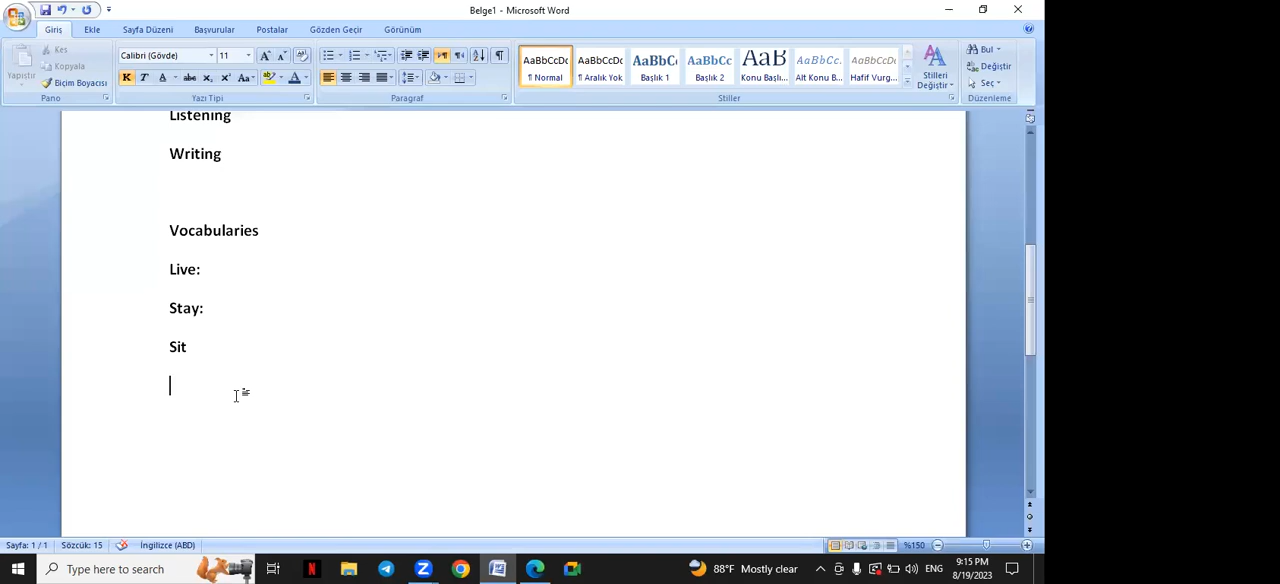 Belge1 - Microsoft Word
Giriş Ekle Sayfa Düzeni Başvurular Postalar Gözden Geçir Görünüm
Yapıştır
Kes
Kopyala
Biçim Boyacısı
Pano
Calibri (Gövde) 11
K T A abc x₂ x² Aa
Yazı Tipi
Paragraf
AaBbCcDc AaBbCcDc AaBbC AaBbCc AaB AaBbCc. AaBbCcDc
¶ Normal ¶ Aralık Yok Başlık 1 Başlık 2 Konu Başlı... Alt Konu B... Hafif Vurg...
Stilleri Değiştir
Stiller
Bul
Değiştir
Seç
Düzenleme
Listening
Writing
Vocabularies
Live:
Stay:
Sit
Sayfa: 1 / 1 Sözcük: 15 İngilizce (ABD) %150
Type here to search 88°F Mostly clear ENG 9:15 PM
8/19/2023